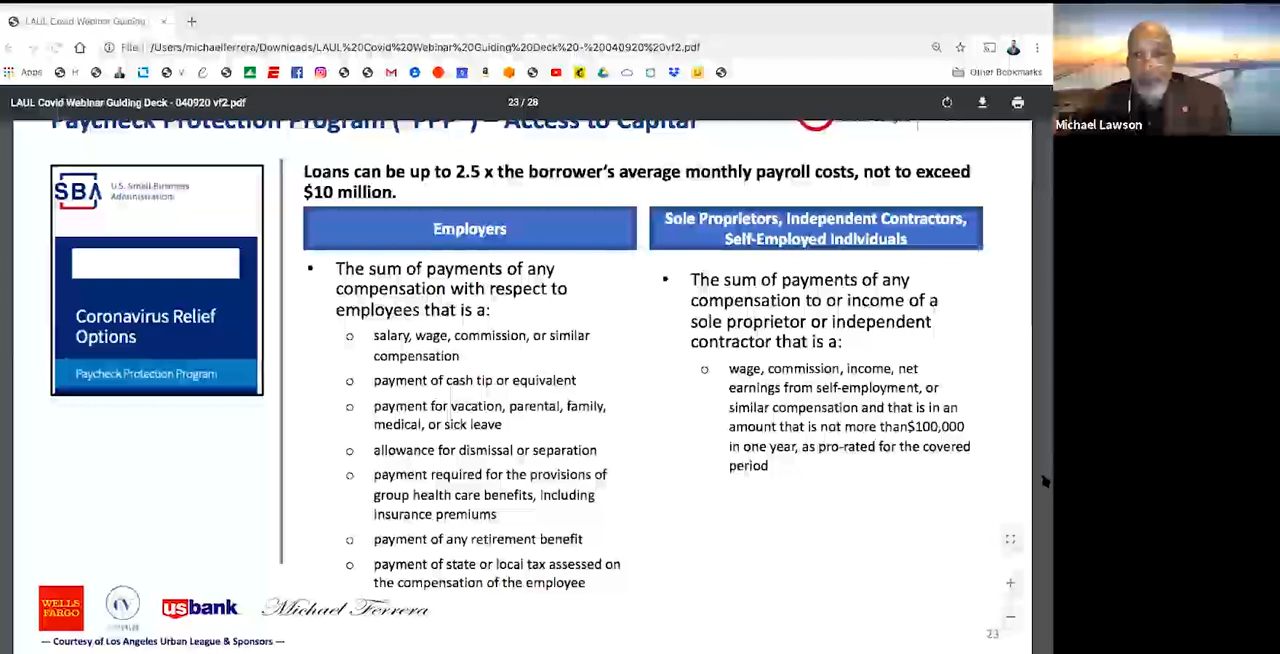 LAUL Covid Webinar Guiding
File
/Users/michaelferrera/Downloads/LAUL%20Covid%20Webinar%20Guiding%20Deck%20-%20040920%20vf2.pdf
Apps
H
V
Other Bookmarks
LAUL Covid Webinar Guiding Deck - 040920 vf2.pdf
23 / 28
Michael Lawson
Paycheck Protection Program ("PPP") – Access to Capital
SBA
U.S. Small Business
Administration
Coronavirus Relief
Options
Paycheck Protection Program
Loans can be up to 2.5 x the borrower's average monthly payroll costs, not to exceed
$10 million.
Employers
• The sum of payments of any
compensation with respect to
employees that is a:
o salary, wage, commission, or similar
compensation
o payment of cash tip or equivalent
o payment for vacation, parental, family,
medical, or sick leave
o allowance for dismissal or separation
o payment required for the provisions of
group health care benefits, including
insurance premiums
o payment of any retirement benefit
o payment of state or local tax assessed on
the compensation of the employee
Sole Proprietors, Independent Contractors,
Self-Employed Individuals
• The sum of payments of any
compensation to or income of a
sole proprietor or independent
contractor that is a:
o wage, commission, income, net
earnings from self-employment, or
similar compensation and that is in an
amount that is not more than$100,000
in one year, as pro-rated for the covered
period
WELLS
FARGO
usbank
Michael Ferrera
— Courtesy of Los Angeles Urban League & Sponsors —
23